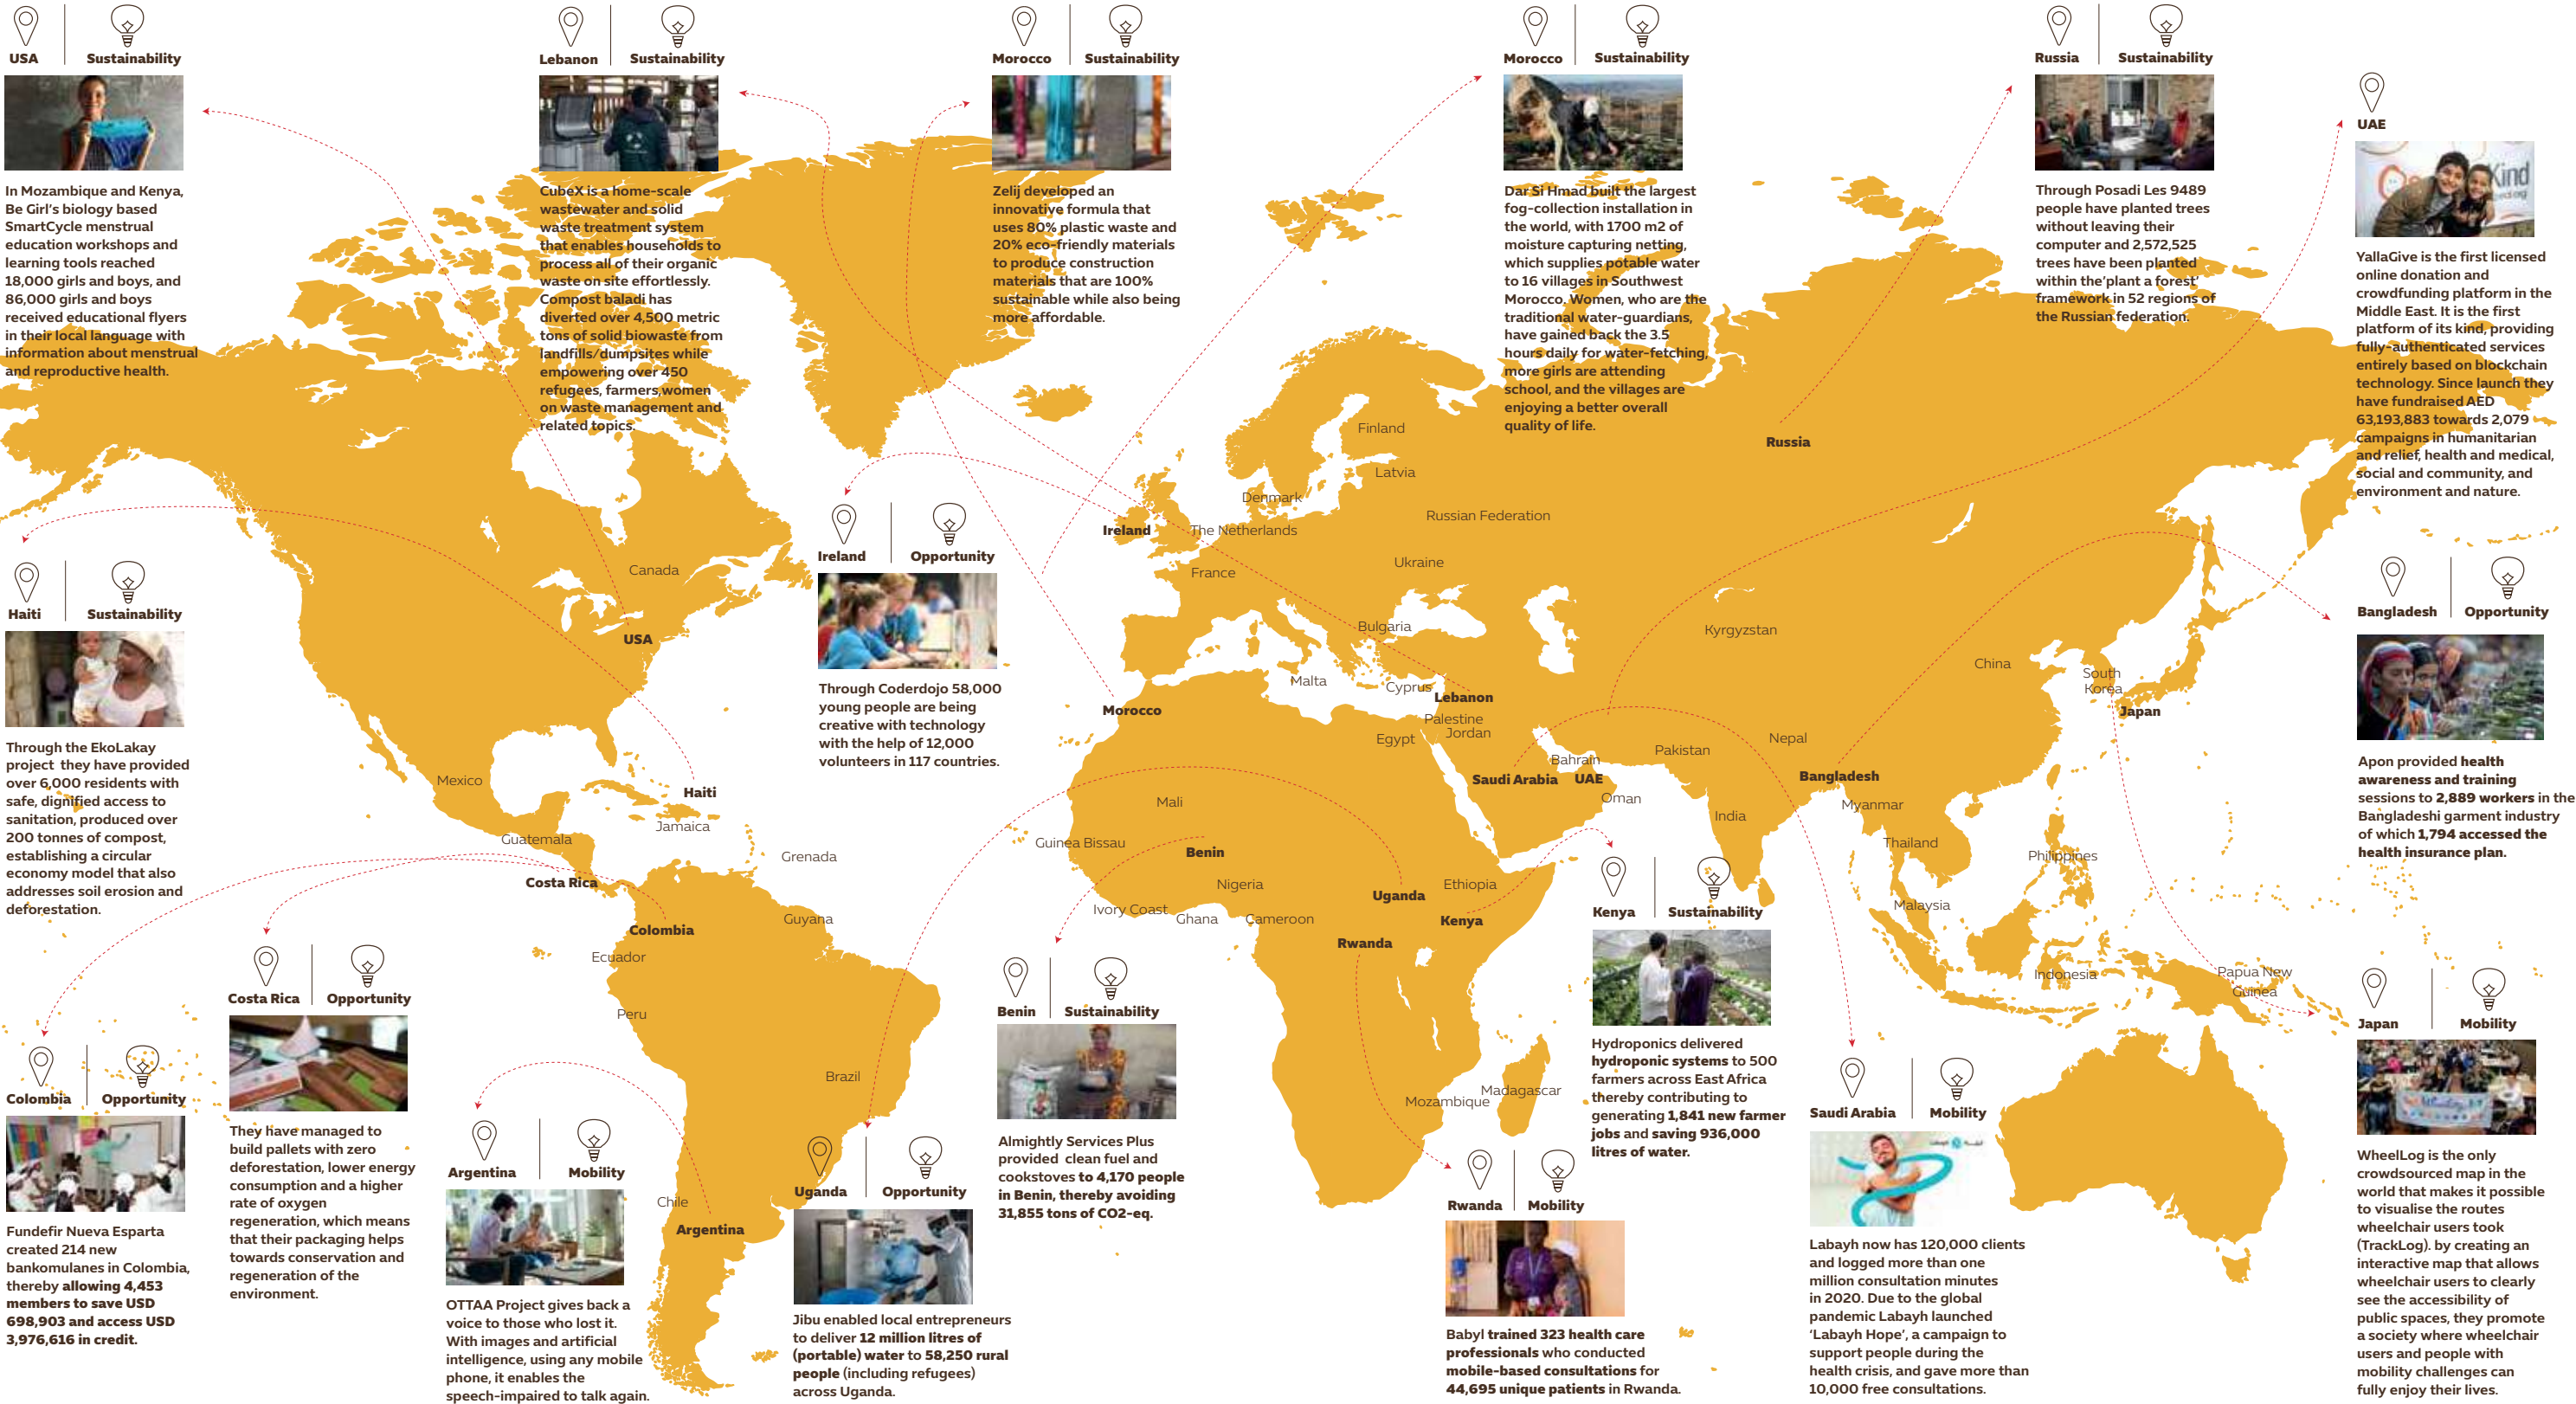 USA
Sustainability
In Mozambique and Kenya,
Be Girl's biology based
SmartCycle menstrual
education workshops and
learning tools reached
18,000 girls and boys, and
86,000 girls and boys
received educational flyers
in their local language with
information about menstrual
and reproductive health.
Lebanon
Sustainability
CubeX is a home-scale
wastewater and solid
waste treatment system
that enables households to
process all of their organic
waste on site effortlessly.
Compost baladi has
diverted over 4,500 metric
tons of solid biowaste from
landfills/dumpsites while
empowering over 450
refugees, farmers,women
on waste management and
related topics.
Morocco
Sustainability
Zelij developed an
innovative formula that
uses 80% plastic waste and
20% eco-friendly materials
to produce construction
materials that are 100%
sustainable while also being
more affordable.
Morocco
Sustainability
Dar Si Hmad built the largest
fog-collection installation in
the world, with 1700 m2 of
moisture capturing netting,
which supplies potable water
to 16 villages in Southwest
Morocco. Women, who are the
traditional water-guardians,
have gained back the 3.5
hours daily for water-fetching,
more girls are attending
school, and the villages are
enjoying a better overall
quality of life.
Russia
Sustainability
Through Posadi Les 9489
people have planted trees
without leaving their
computer and 2,572,525
trees have been planted
within the'plant a forest'
framework in 52 regions of
the Russian federation.
UAE
Kind
YallaGive is the first licensed
online donation and
crowdfunding platform in the
Middle East. It is the first
platform of its kind, providing
fully-authenticated services
entirely based on blockchain
technology. Since launch they
have fundraised AED
63,193,883 towards 2,079
campaigns in humanitarian
and relief, health and medical,
social and community, and
environment and nature.
Haiti
Sustainability
Through the EkoLakay
project they have provided
over 6,000 residents with
safe, dignified access to
sanitation, produced over
200 tonnes of compost,
establishing a circular
economy model that also
addresses soil erosion and
deforestation.
Ireland
Opportunity
Through Coderdojo 58,000
young people are being
creative with technology
with the help of 12,000
volunteers in 117 countries.
Bangladesh
Opportunity
Apon provided health
awareness and training
sessions to 2,889 workers in the
Bangladeshi garment industry
of which 1,794 accessed the
health insurance plan.
Finland
Latvia
Denmark
Russia
Russian Federation
Ireland
The Netherlands
Ukraine
France
Canada
USA
Bulgaria
Kyrgyzstan
China
South
Korea
Japan
Malta
Cyprus
Lebanon
Morocco
Palestine
Jordan
Egypt
Nepal
Pakistan
Bahrain
Saudi Arabia
UAE
Oman
Bangladesh
Myanmar
India
Thailand
Philippines
Malaysia
Indonesia
Papua New
Guinea
Mexico
Haiti
Jamaica
Guatemala
Grenada
Costa Rica
Guyana
Colombia
Ecuador
Peru
Brazil
Chile
Argentina
Mali
Guinea Bissau
Benin
Nigeria
Ivory Coast
Ghana
Cameroon
Uganda
Ethiopia
Kenya
Rwanda
Mozambique
Madagascar
Colombia
Opportunity
Fundefir Nueva Esparta
created 214 new
bankomulanes in Colombia,
thereby allowing 4,453
members to save USD
698,903 and access USD
3,976,616 in credit.
Costa Rica
Opportunity
They have managed to
build pallets with zero
deforestation, lower energy
consumption and a higher
rate of oxygen
regeneration, which means
that their packaging helps
towards conservation and
regeneration of the
environment.
Argentina
Mobility
OTTAA Project gives back a
voice to those who lost it.
With images and artificial
intelligence, using any mobile
phone, it enables the
speech-impaired to talk again.
Uganda
Opportunity
Jibu enabled local entrepreneurs
to deliver 12 million litres of
(portable) water to 58,250 rural
people (including refugees)
across Uganda.
Benin
Sustainability
Almightly Services Plus
provided clean fuel and
cookstoves to 4,170 people
in Benin, thereby avoiding
31,855 tons of CO2-eq.
Kenya
Sustainability
Hydroponics delivered
hydroponic systems to 500
farmers across East Africa
thereby contributing to
generating 1,841 new farmer
jobs and saving 936,000
litres of water.
Rwanda
Mobility
Babyl trained 323 health care
professionals who conducted
mobile-based consultations for
44,695 unique patients in Rwanda.
Saudi Arabia
Mobility
Labayh now has 120,000 clients
and logged more than one
million consultation minutes
in 2020. Due to the global
pandemic Labayh launched
'Labayh Hope', a campaign to
support people during the
health crisis, and gave more than
10,000 free consultations.
Japan
Mobility
WheelLog is the only
crowdsourced map in the
world that makes it possible
to visualise the routes
wheelchair users took
(TrackLog). by creating an
interactive map that allows
wheelchair users to clearly
see the accessibility of
public spaces, they promote
a society where wheelchair
users and people with
mobility challenges can
fully enjoy their lives.